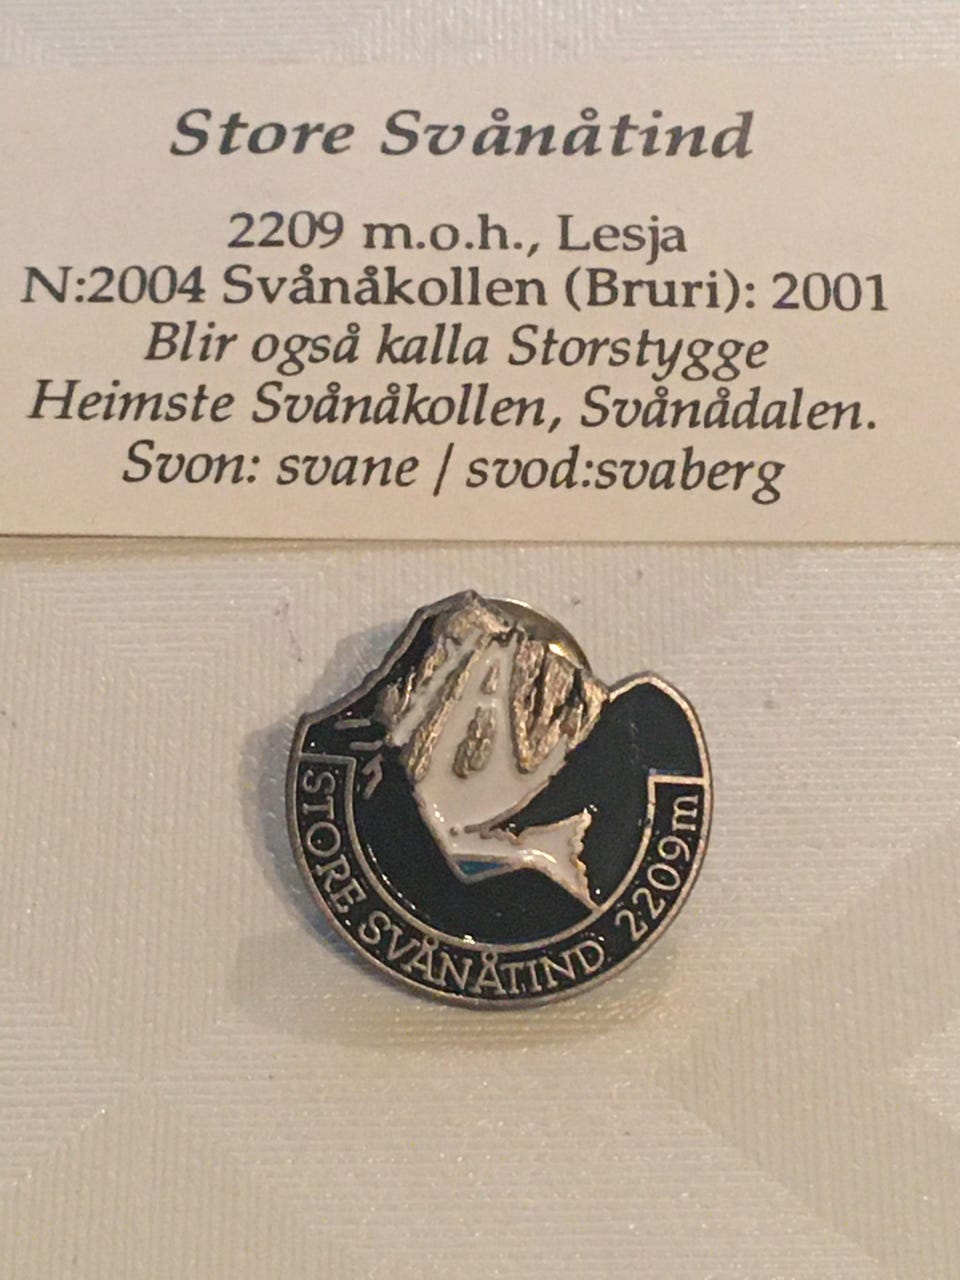 Store Svånåtind
2209 m.o.h., Lesja
N:2004 Svånåkollen (Bruri): 2001
Blir også kalla Storstygge
Heimste Svånåkollen, Svånådalen.
Svon: svane / svod:svaberg
STORE SVÅNÅTIND 2209m